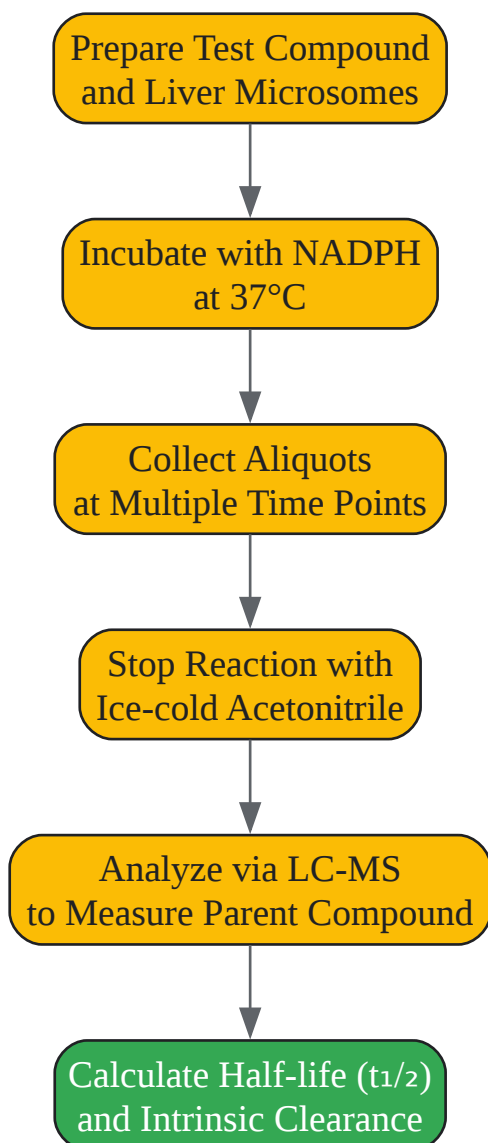 Prepare Test Compound
and Liver Microsomes
Incubate with NADPH
at 37°C
Collect Aliquots
at Multiple Time Points
Stop Reaction with
Ice-cold Acetonitrile
Analyze via LC-MS
to Measure Parent Compound
Calculate Half-life (t₁/₂)
and Intrinsic Clearance